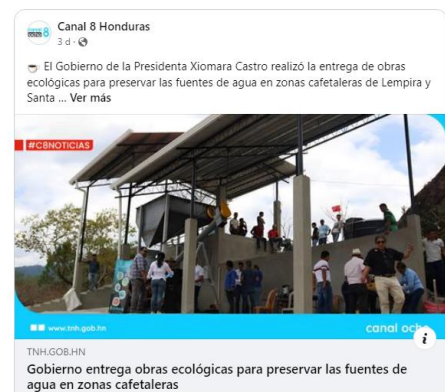 Canal 8 Honduras
3 d
El Gobierno de la Presidenta Xiomara Castro realizó la entrega de obras
ecológicas para preservar las fuentes de agua en zonas cafetaleras de Lempira y
Santa ... Ver más
#C8NOTICIAS
www.tnh.gob.hn
canal ocho
TNH.GOB.HN
Gobierno entrega obras ecológicas para preservar las fuentes de
agua en zonas cafetaleras